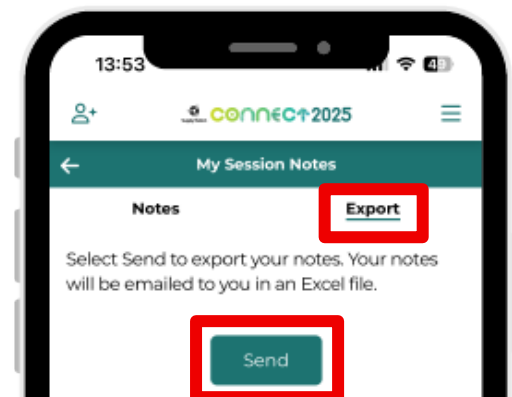 13:53
49
CONNECT2025
My Session Notes
Notes
Export
Select Send to export your notes. Your notes
will be emailed to you in an Excel file.
Send